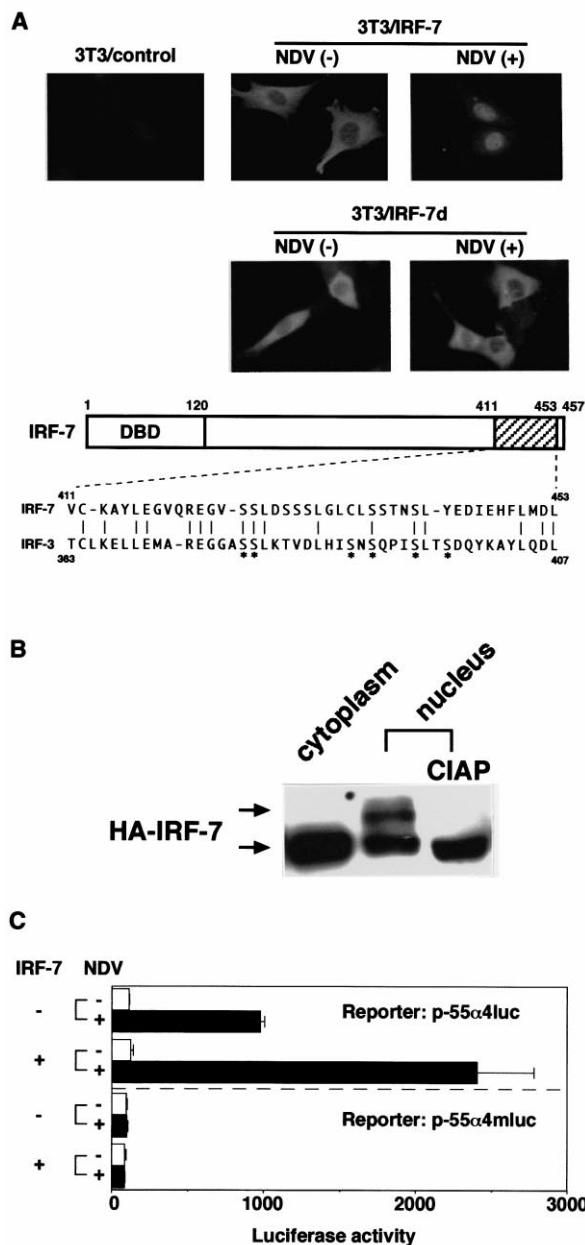 A
3T3/IRF-7
3T3/control
NDV (-)
NDV (+)
3T3/IRF-7d
NDV (-)
NDV (+)
1
120
411
453
457
IRF-7
DBD
411
453
IRF-7
VC-KAYLEGVQREGV-SSLDSSSLGLCLSSTNSL-YEDIEHFLMDL
IRF-3
TCLKELLEMA-REGGASSLKTVDLHISNSQPISLTSDQYKAYLQDL
* * * * * *
363
407
B
cytoplasm
nucleus
CIAP
HA-IRF-7
C
IRF-7 NDV
- - Reporter: p-55α4luc
+
+ -
+
- - Reporter: p-55α4mluc
+
+ -
+
0 1000 2000 3000
Luciferase activity